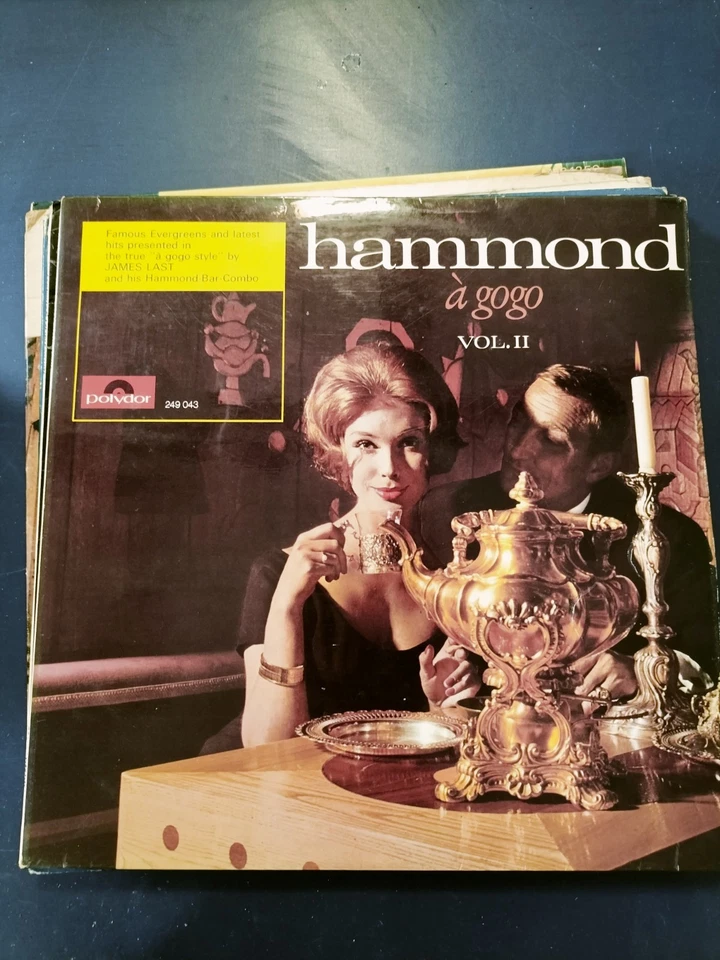 Famous Evergreens and latest
hits presented in
the true "à gogo style" by
JAMES LAST
and his Hammond Bar-Combo
hammond
à gogo
VOL. II
polydor
249 043